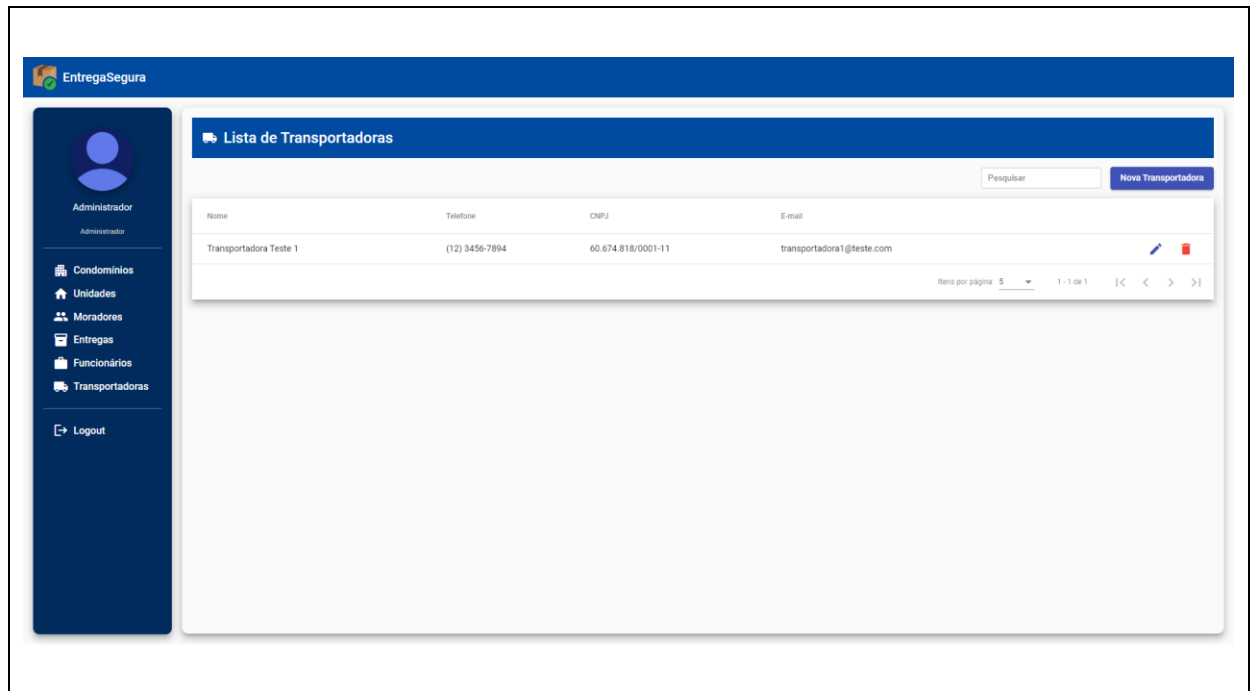 EntregaSegura
Administrador
Administrador
Condomínios
Unidades
Moradores
Entregas
Funcionários
Transportadoras
Logout
Lista de Transportadoras
Pesquisar
Nova Transportadora
Nome Telefone CNPJ E-mail
Transportadora Teste 1 (12) 3456-7894 60.674.818/0001-11 transportadora1@teste.com
Itens por página: 5 1 - 1 de 1